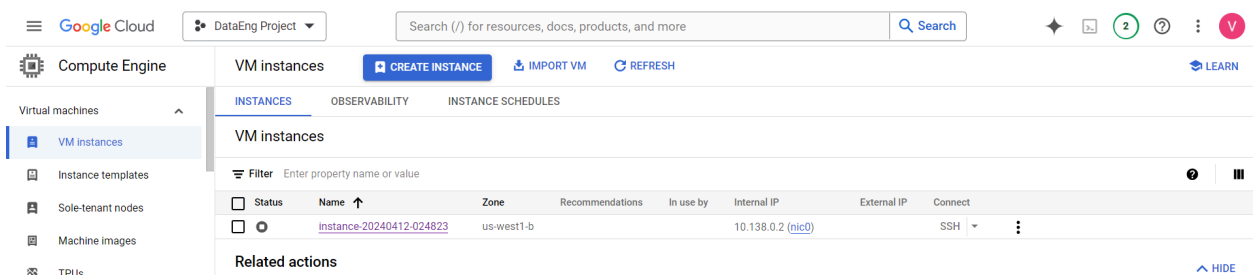 Google Cloud DataEng Project Search (/) for resources, docs, products, and more Search 2 V
Compute Engine VM instances CREATE INSTANCE IMPORT VM REFRESH LEARN
Virtual machines INSTANCES OBSERVABILITY INSTANCE SCHEDULES
VM instances VM instances
Instance templates Filter Enter property name or value
Sole-tenant nodes Status Name Zone Recommendations In use by Internal IP External IP Connect
Machine images instance-20240412-024823 us-west1-b 10.138.0.2 (nic0) SSH
TPUs Related actions HIDE